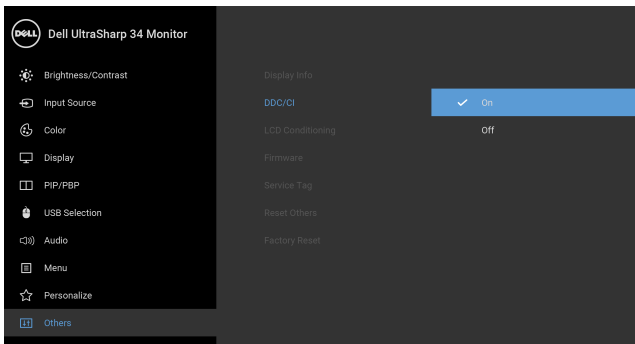 DELL
Dell UltraSharp 34 Monitor
Brightness/Contrast
Display Info
Input Source
DDC/CI
On
Color
LCD Conditioning
Off
Display
Firmware
PIP/PBP
Service Tag
USB Selection
Reset Others
Audio
Factory Reset
Menu
Personalize
Others